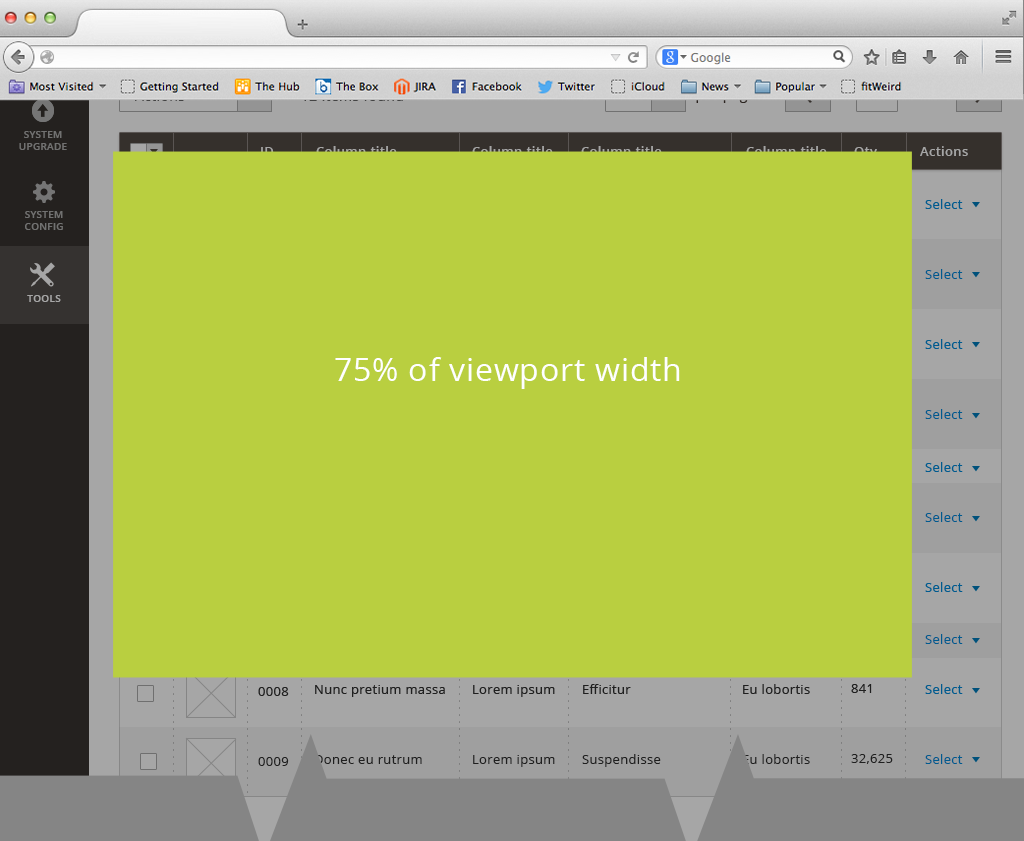 Google
Most Visited Getting Started The Hub The Box JIRA Facebook Twitter iCloud News Popular fitWeird
SYSTEM
UPGRADE
SYSTEM
CONFIG
TOOLS
ID Column title Column title Column title Column title Qty Actions
Select
Select
Select
75% of viewport width
Select
Select
Select
Select
Select
0008 Nunc pretium massa Lorem ipsum Efficitur Eu lobortis 841 Select
0009 Donec eu rutrum Lorem ipsum Suspendisse Eu lobortis 32,625 Select